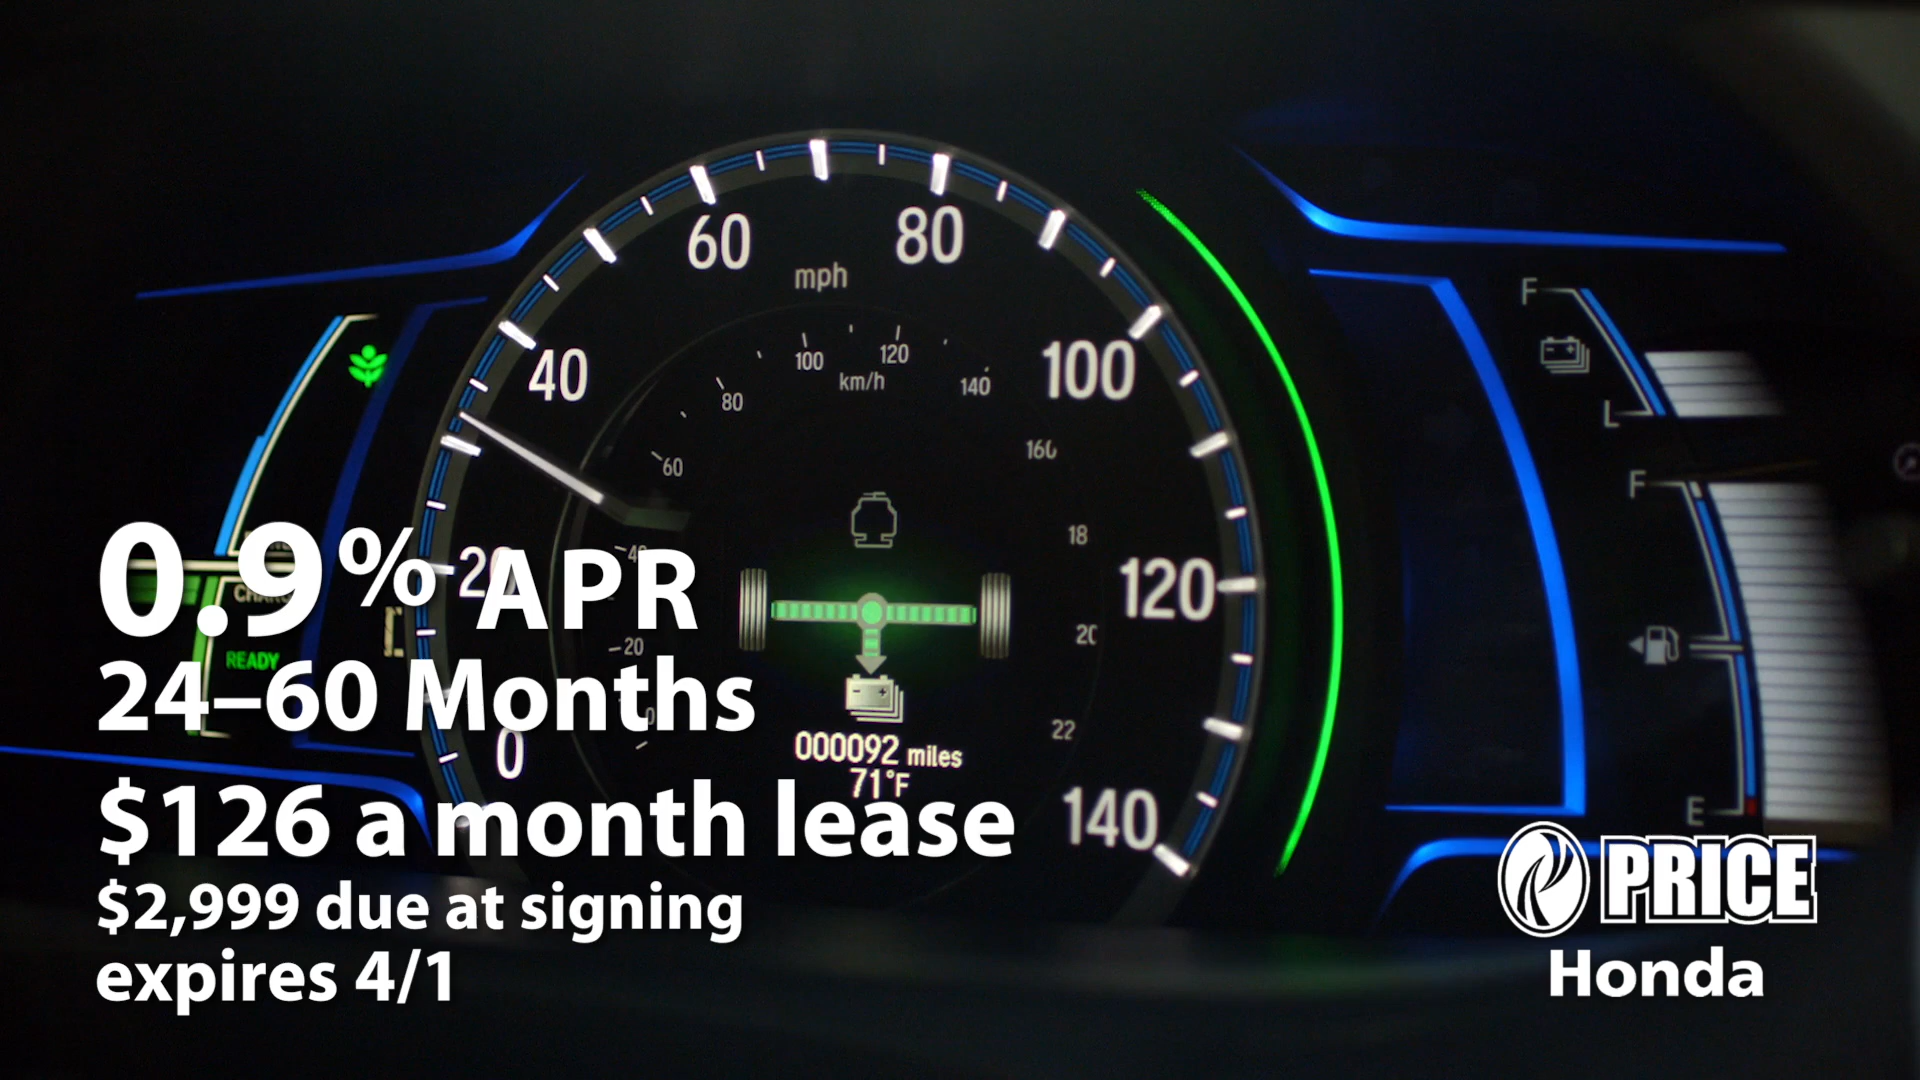 60
80
mph
40
100
100
120
km/h
80
140
60
160
F
L
F
18
20
120
0.9% APR
20
READY
24–60 Months
22
0
000092 miles
71°F
$126 a month lease
140
E
$2,999 due at signing
expires 4/1
PRICE
Honda